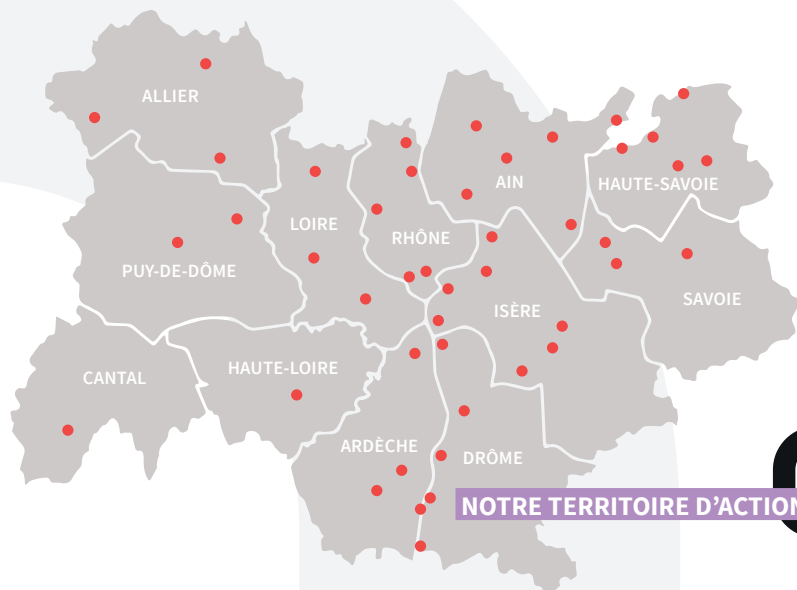 ALLIER
AIN
HAUTE-SAVOIE
LOIRE
RHÔNE
PUY-DE-DÔME
SAVOIE
ISÈRE
HAUTE-LOIRE
CANTAL
ARDÈCHE
DRÔME
NOTRE TERRITOIRE D'ACTION